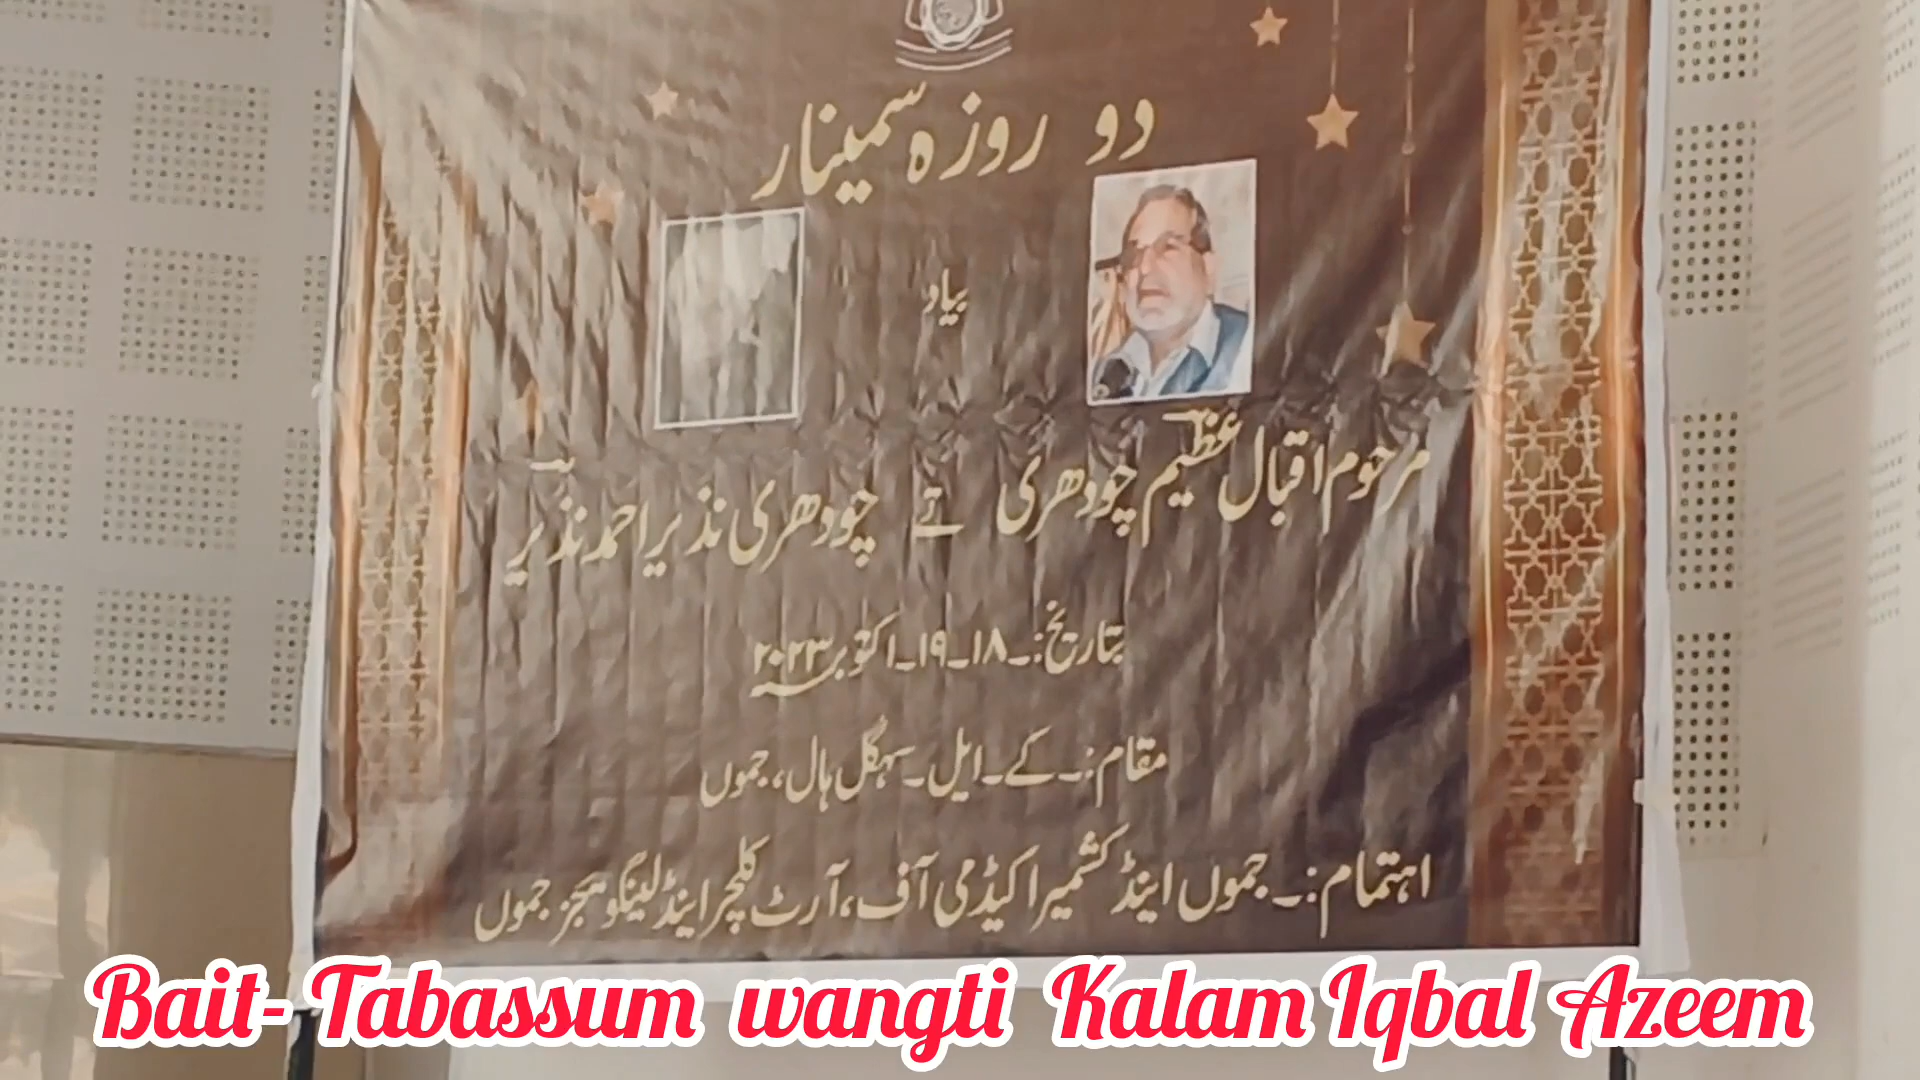 دو روزہ سمینار
بیاد
مرحوم اقبال عظیم چودھری تے چودھری نذیر احمد نذیر
بتاریخ:۔ ۱۸۔۱۹۔اکتوبر ۲۰۲۳
مقام:۔ کے۔ایل۔سہگل ہال، جموں
اہتمام:۔ جموں اینڈ کشمیر اکیڈمی آف، آرٹ کلچر اینڈ لینگویجز جموں
Bait- Tabassum wangti Kalam Iqbal Azeem